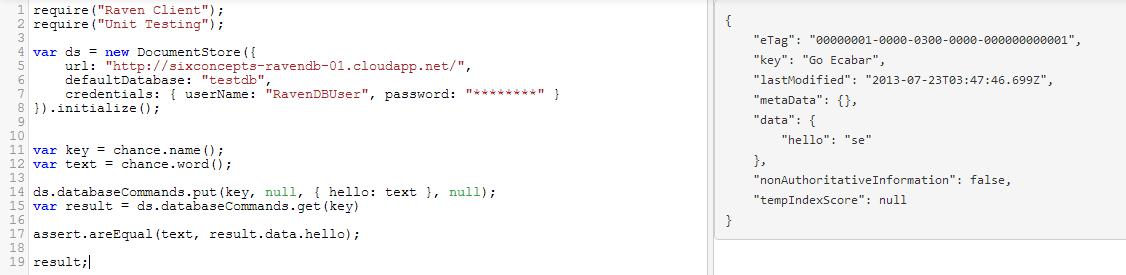 1 require("Raven Client");
2 require("Unit Testing");
3
4 var ds = new DocumentStore({
5     url: "http://sixconcepts-ravendb-01.cloudapp.net/",
6     defaultDatabase: "testdb",
7     credentials: { userName: "RavenDBUser", password: "********" }
8 }).initialize();
9
10
11 var key = chance.name();
12 var text = chance.word();
13
14 ds.databaseCommands.put(key, null, { hello: text }, null);
15 var result = ds.databaseCommands.get(key)
16
17 assert.areEqual(text, result.data.hello);
18
19 result;
{
    "eTag": "00000001-0000-0300-0000-000000000001",
    "key": "Go Ecabar",
    "lastModified": "2013-07-23T03:47:46.699Z",
    "metaData": {},
    "data": {
        "hello": "se"
    },
    "nonAuthoritativeInformation": false,
    "tempIndexScore": null
}